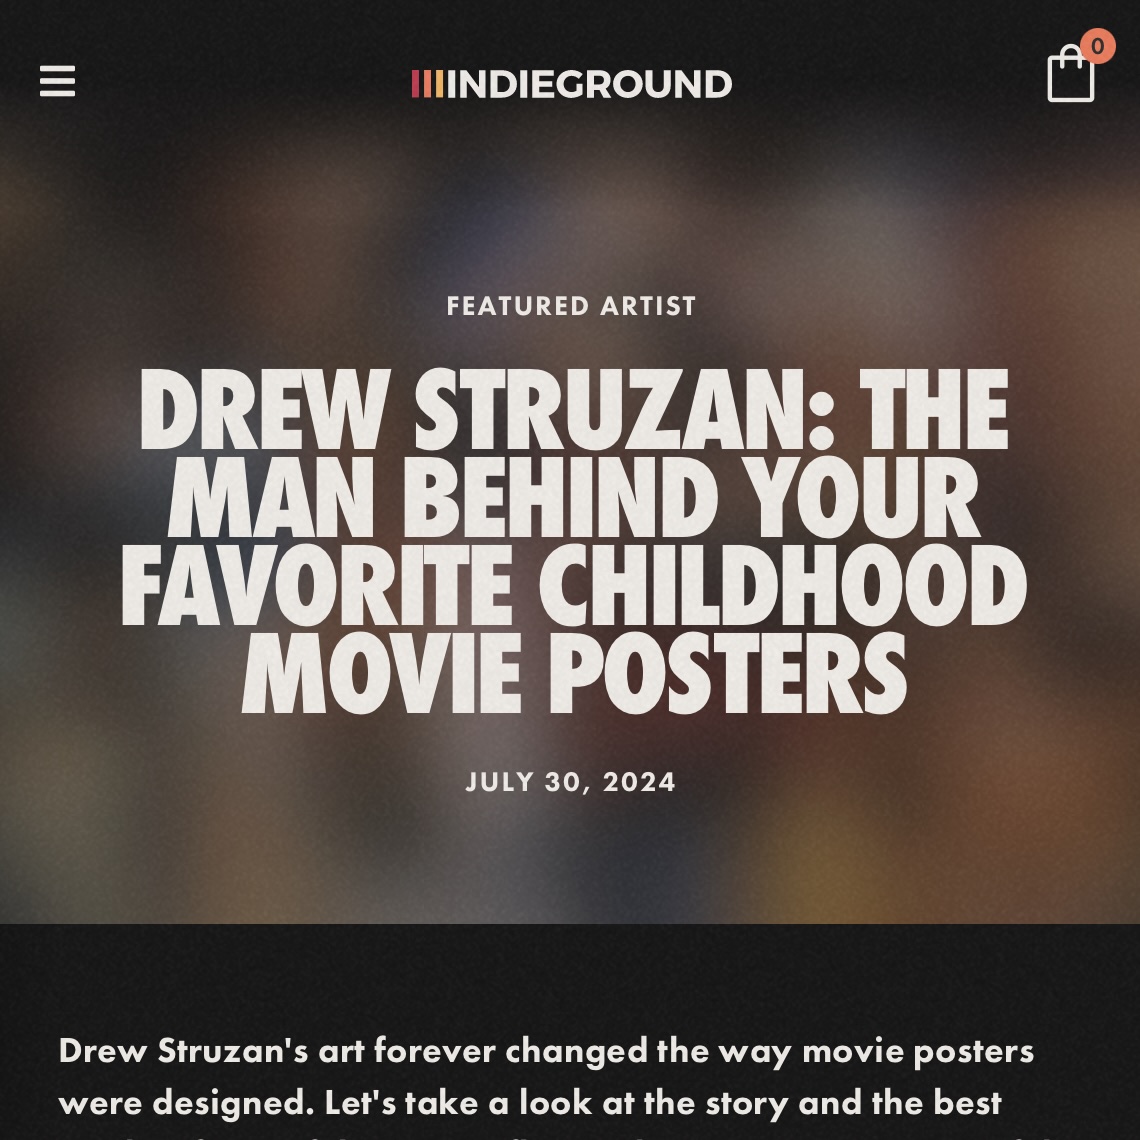 INDIEGROUND
0
FEATURED ARTIST
DREW STRUZAN: THE
MAN BEHIND YOUR
FAVORITE CHILDHOOD
MOVIE POSTERS
JULY 30, 2024
Drew Struzan's art forever changed the way movie posters
were designed. Let's take a look at the story and the best